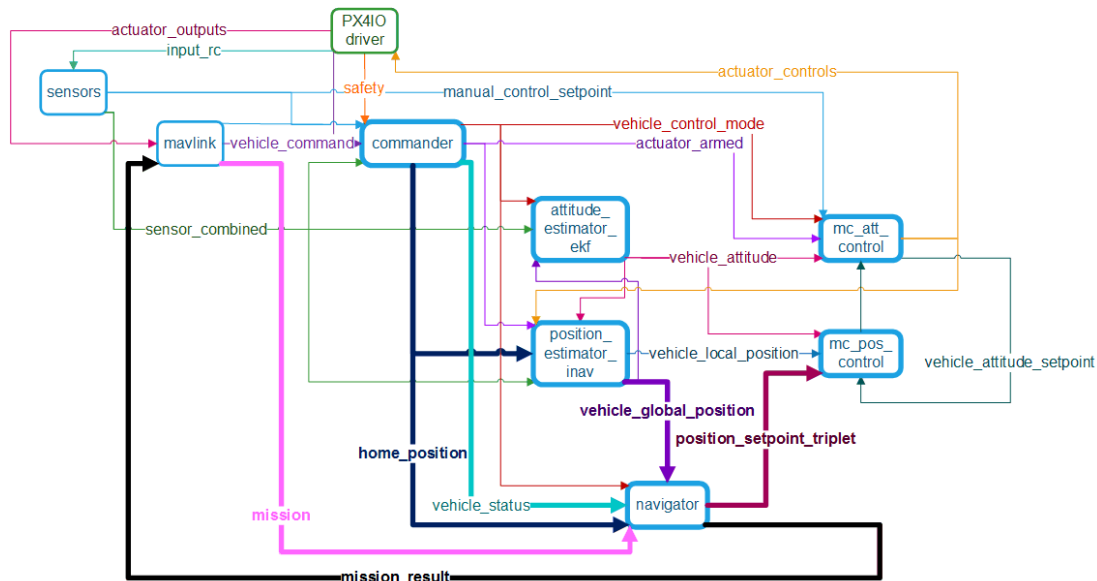 PX4IO
driver
actuator_outputs
input_rc
actuator_controls
sensors
safety
manual_control_setpoint
mavlink
vehicle_command
commander
vehicle_control_mode
actuator_armed
attitude_
estimator_
ekf
sensor_combined
mc_att_
control
vehicle_attitude
position_
estimator_
inav
vehicle_local_position
mc_pos_
control
vehicle_attitude_setpoint
vehicle_global_position
position_setpoint_triplet
home_position
vehicle_status
navigator
mission
mission_result